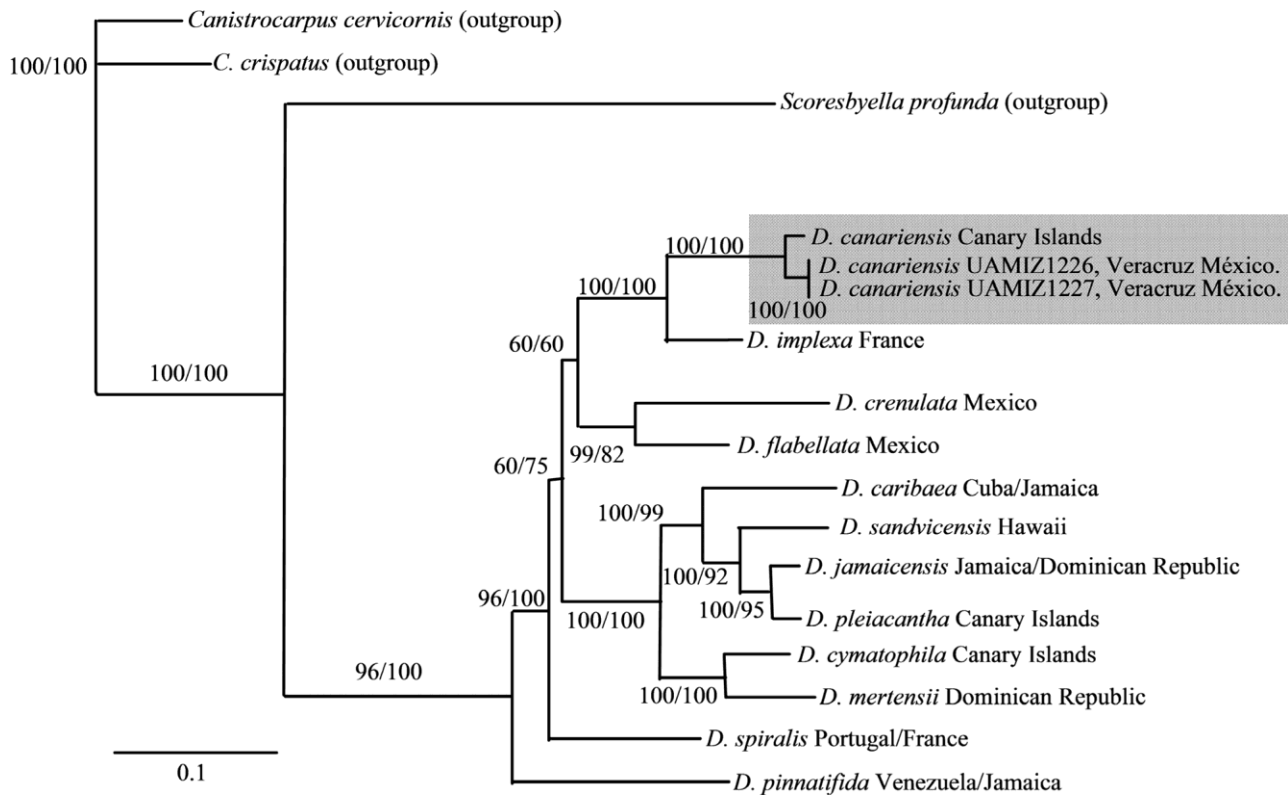 Canistrocarpus cervicornis (outgroup)
100/100
C. crispatus (outgroup)
Scoresbyella profunda (outgroup)
100/100
D. canariensis Canary Islands
D. canariensis UAMIZ1226, Veracruz México.
100/100
D. canariensis UAMIZ1227, Veracruz México.
100/100
D. implexa France
60/60
100/100
D. crenulata Mexico
D. flabellata Mexico
99/82
60/75
D. caribaea Cuba/Jamaica
100/99
D. sandvicensis Hawaii
100/92
D. jamaicensis Jamaica/Dominican Republic
96/100
100/95
100/100
D. pleiacantha Canary Islands
D. cymatophila Canary Islands
96/100
100/100
D. mertensii Dominican Republic
D. spiralis Portugal/France
0.1
D. pinnatifida Venezuela/Jamaica